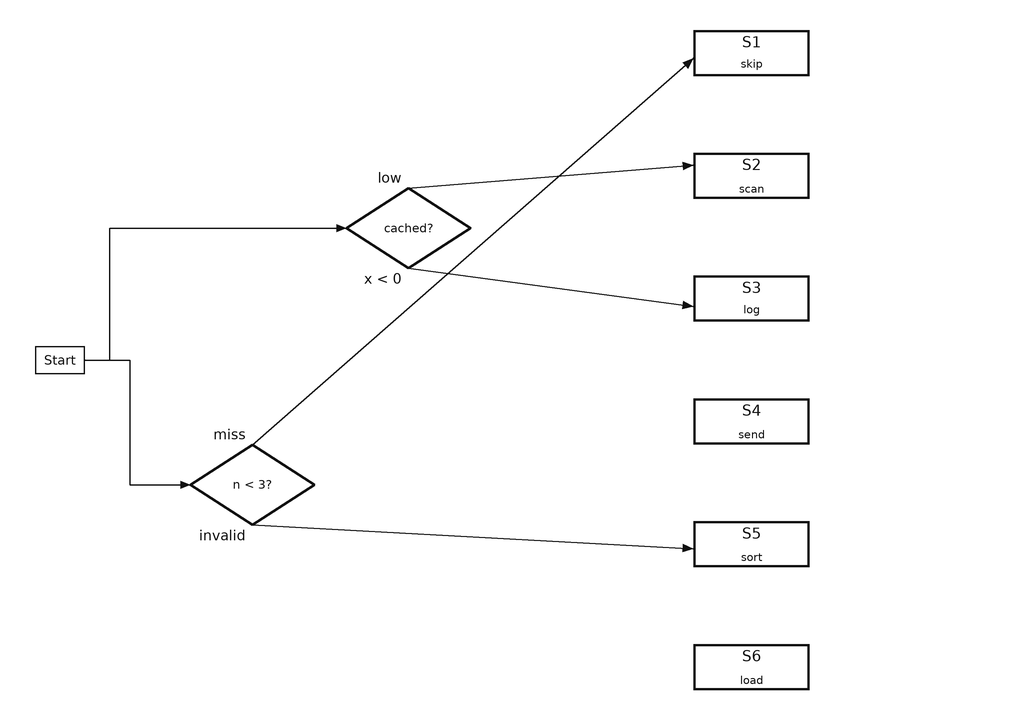 S1
skip
S2
scan
low
cached?
x < 0
S3
log
Start
S4
send
miss
n < 3?
invalid
S5
sort
S6
load